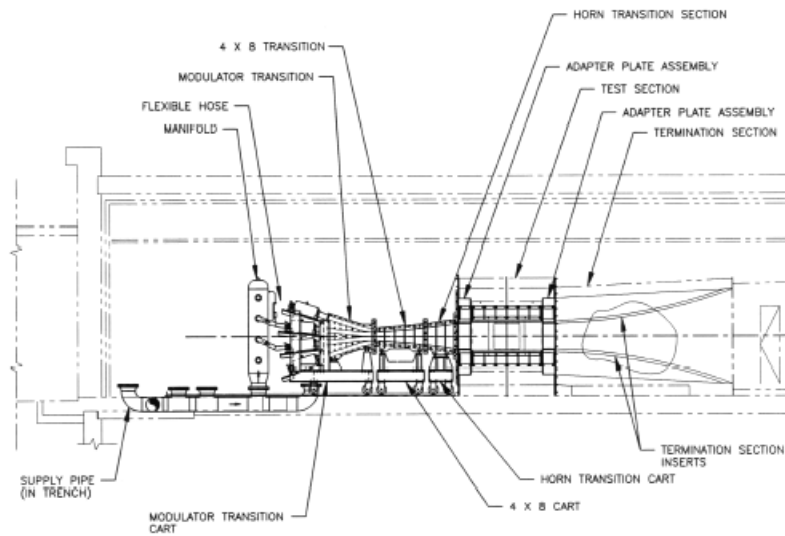 HORN TRANSITION SECTION
4 X 8 TRANSITION
ADAPTER PLATE ASSEMBLY
MODULATOR TRANSITION
TEST SECTION
FLEXIBLE HOSE
ADAPTER PLATE ASSEMBLY
MANIFOLD
TERMINATION SECTION
TERMINATION SECTION
INSERTS
SUPPLY PIPE
(IN TRENCH)
HORN TRANSITION CART
4 X 8 CART
MODULATOR TRANSITION
CART